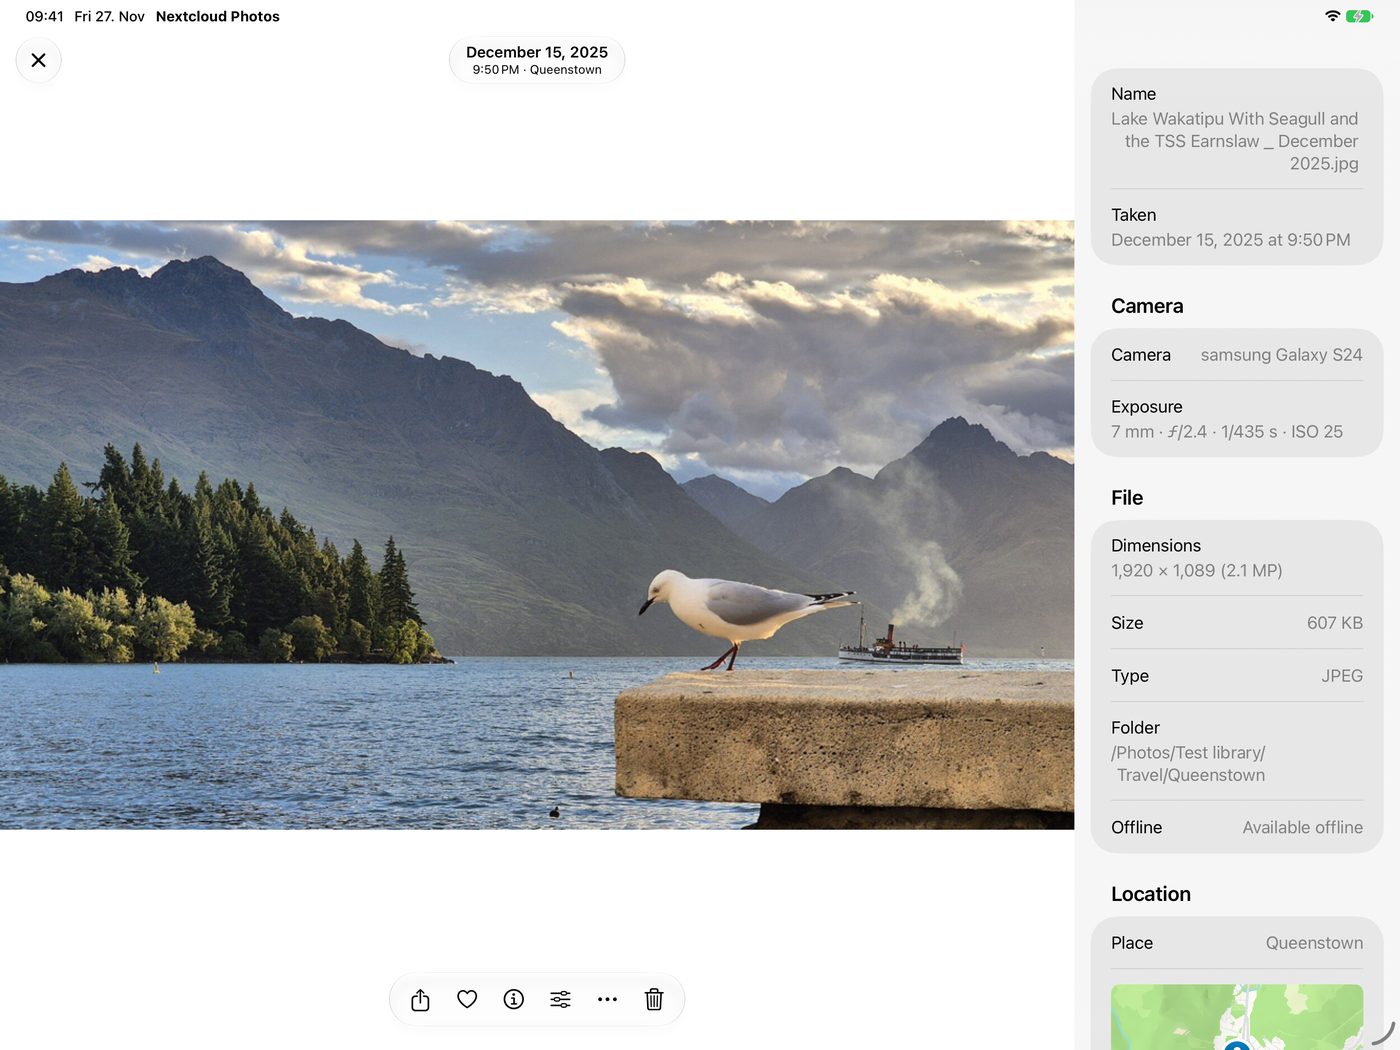 09:41 Fri 27. Nov Nextcloud Photos
December 15, 2025
9:50 PM · Queenstown
Name
Lake Wakatipu With Seagull and
the TSS Earnslaw _ December
2025.jpg
Taken
December 15, 2025 at 9:50 PM
Camera
Camera samsung Galaxy S24
Exposure
7 mm · ƒ/2.4 · 1/435 s · ISO 25
File
Dimensions
1,920 × 1,089 (2.1 MP)
Size 607 KB
Type JPEG
Folder
/Photos/Test library/
Travel/Queenstown
Offline Available offline
Location
Place Queenstown